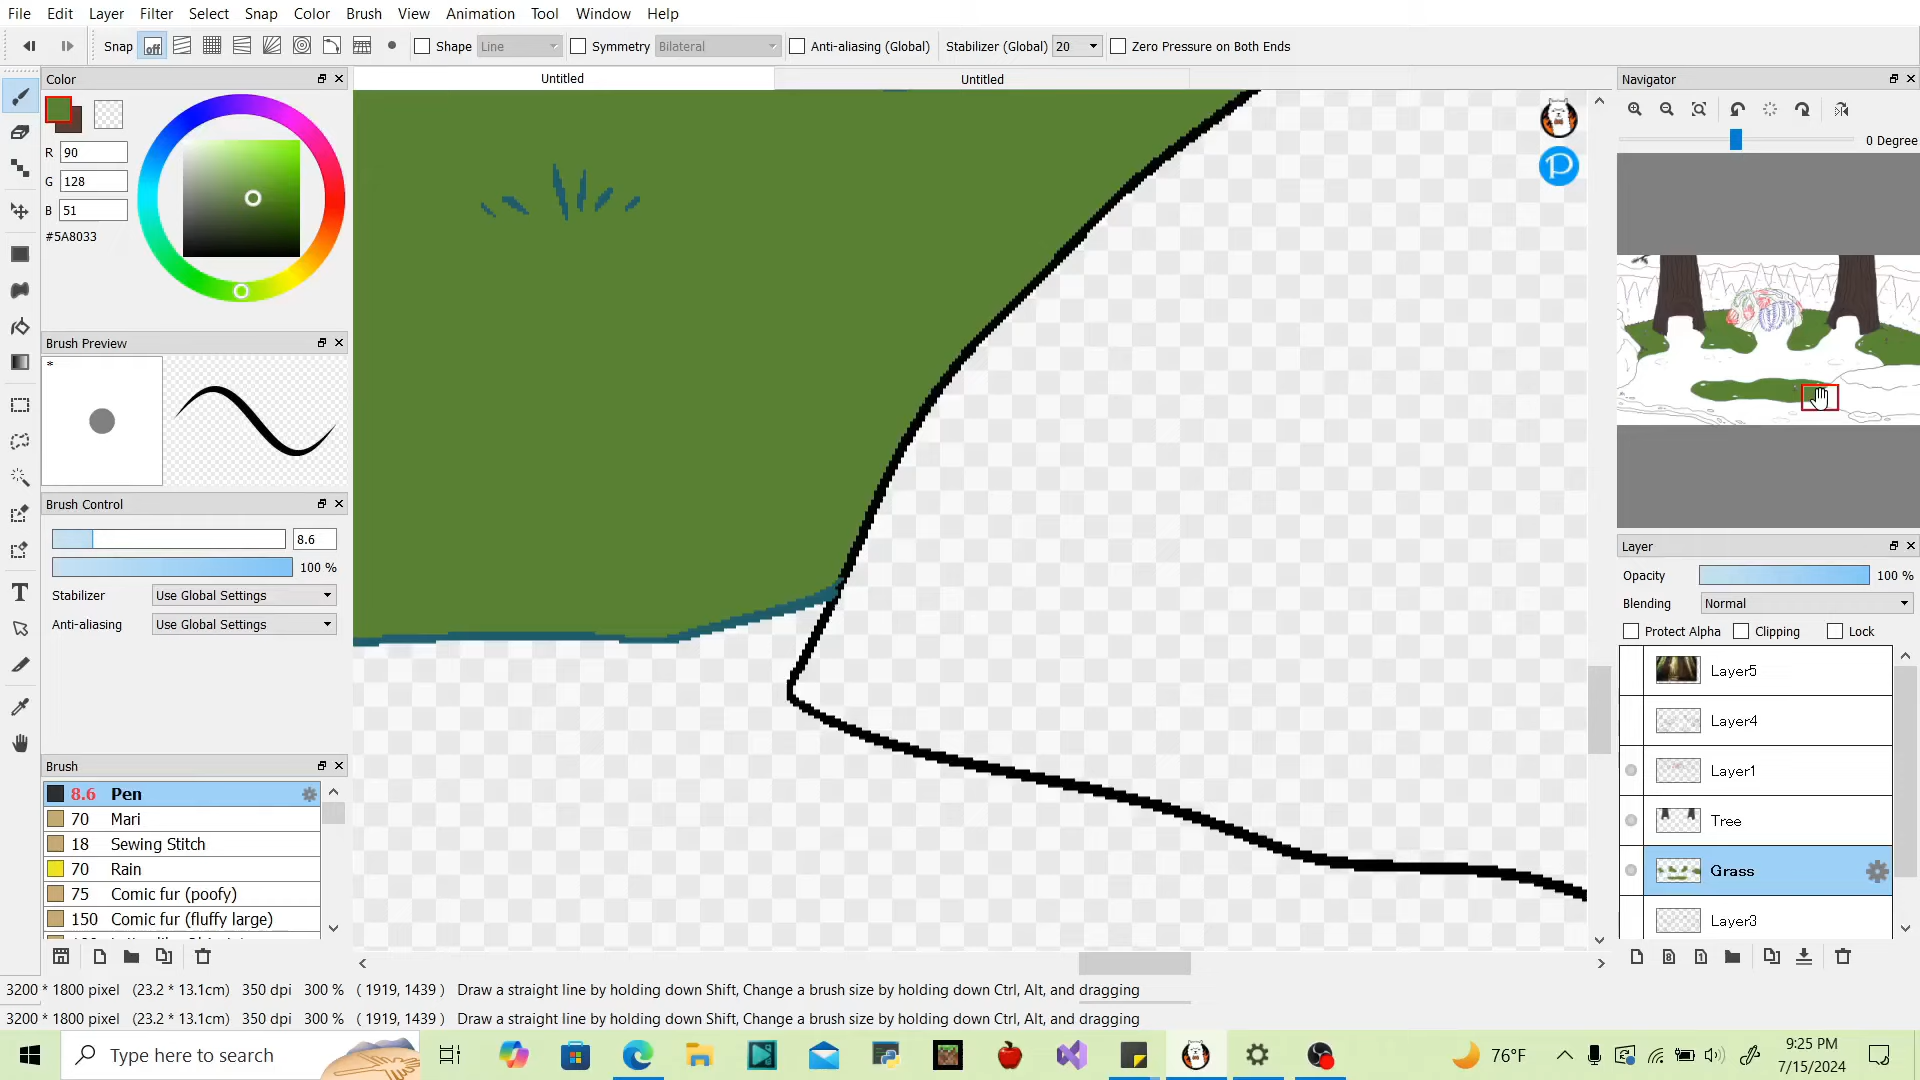 File Edit Layer Filter Select Snap Color Brush View Animation Tool Window Help
Snap off Shape Line Symmetry Bilateral Anti-aliasing (Global) Stabilizer (Global) 20 Zero Pressure on Both Ends
Color
Untitled Untitled
Navigator
R 90
G 128
B 51
#5A8033
0 Degree
Brush Preview
*
Brush Control
8.6
100 %
Stabilizer Use Global Settings
Anti-aliasing Use Global Settings
Layer
Opacity 100 %
Blending Normal
Protect Alpha Clipping Lock
Layer5
Layer4
Layer1
Tree
Grass
Layer3
Brush
8.6 Pen
70 Mari
18 Sewing Stitch
70 Rain
75 Comic fur (poofy)
150 Comic fur (fluffy large)
3200 * 1800 pixel (23.2 * 13.1cm) 350 dpi 300 % ( 1919, 1439 ) Draw a straight line by holding down Shift, Change a brush size by holding down Ctrl, Alt, and dragging
3200 * 1800 pixel (23.2 * 13.1cm) 350 dpi 300 % ( 1919, 1439 ) Draw a straight line by holding down Shift, Change a brush size by holding down Ctrl, Alt, and dragging
Type here to search
76°F
9:25 PM
7/15/2024